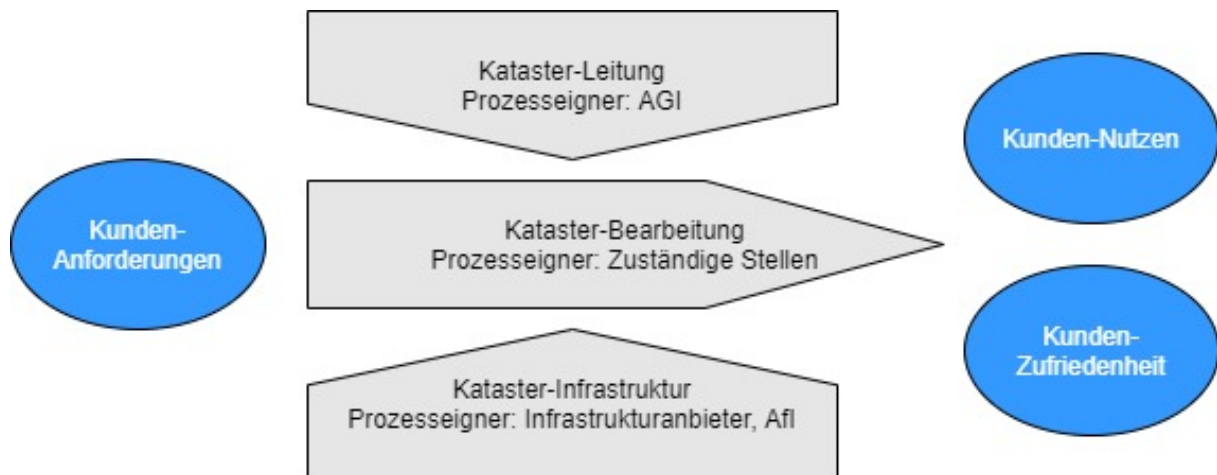 Kataster-Leitung
Prozesseigner: AGI
Kunden-Nutzen
Kunden-
Anforderungen
Kataster-Bearbeitung
Prozesseigner: Zuständige Stellen
Kunden-
Zufriedenheit
Kataster-Infrastruktur
Prozesseigner: Infrastrukturanbieter, AfI